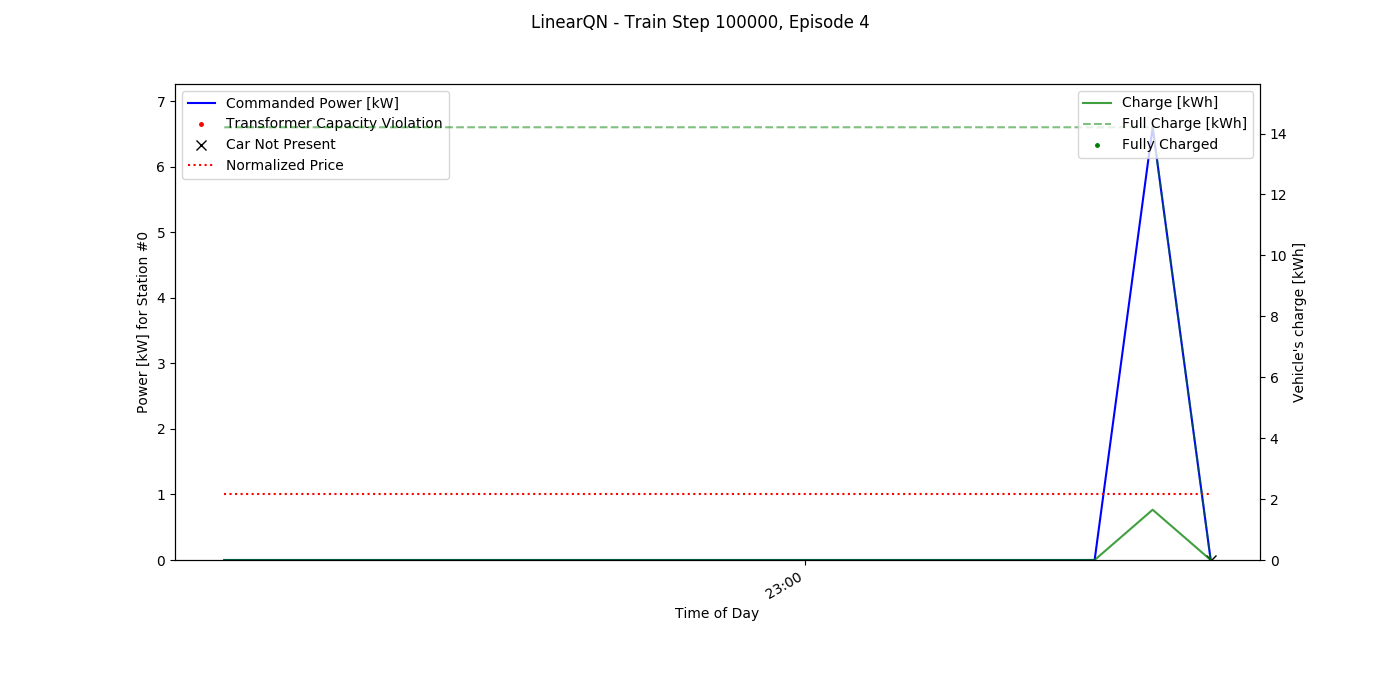 LinearQN - Train Step 100000, Episode 4
Commanded Power [kW]
Transformer Capacity Violation
Car Not Present
Normalized Price
Charge [kWh]
Full Charge [kWh]
Fully Charged
7
6
5
4
3
2
1
0
Power [kW] for Station #0
14
12
10
8
6
4
2
0
Vehicle's charge [kWh]
23:00
Time of Day